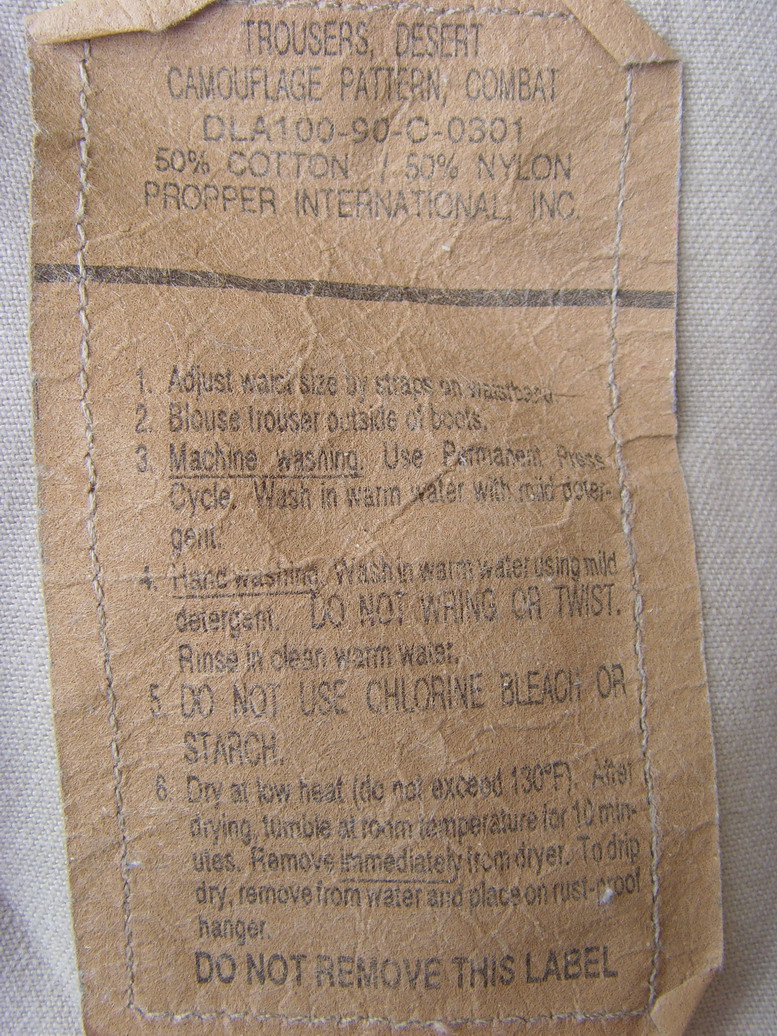 TROUSERS, DESERT
CAMOUFLAGE PATTERN, COMBAT
DLA100-90-C-0301
50% COTTON / 50% NYLON
PROPPER INTERNATIONAL, INC.
1. Adjust waist size by straps on waistband
2. Blouse trouser outside of boots.
3. Machine washing. Use Permanent Press
Cycle. Wash in warm water with mild deter-
gent.
4. Hand washing. Wash in warm water using mild
detergent. DO NOT WRING OR TWIST.
Rinse in clean warm water.
5. DO NOT USE CHLORINE BLEACH OR
STARCH.
6. Dry at low heat (do not exceed 130°F). After
drying, tumble at room temperature for 10 min-
utes. Remove immediately from dryer. To drip
dry, remove from water and place on rust-proof
hanger.
DO NOT REMOVE THIS LABEL